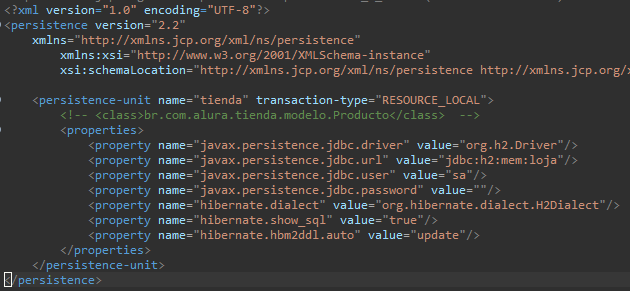 <?xml version="1.0" encoding="UTF-8"?>
<persistence version="2.2"
xmlns="http://xmlns.jcp.org/xml/ns/persistence"
xmlns:xsi="http://www.w3.org/2001/XMLSchema-instance"
xsi:schemaLocation="http://xmlns.jcp.org/xml/ns/persistence http://xmlns.jcp.org/x
<persistence-unit name="tienda" transaction-type="RESOURCE_LOCAL">
<!-- <class>br.com.alura.tienda.modelo.Producto</class>  -->
<properties>
<property name="javax.persistence.jdbc.driver" value="org.h2.Driver"/>
<property name="javax.persistence.jdbc.url" value="jdbc:h2:mem:loja"/>
<property name="javax.persistence.jdbc.user" value="sa"/>
<property name="javax.persistence.jdbc.password" value=""/>
<property name="hibernate.dialect" value="org.hibernate.dialect.H2Dialect"/>
<property name="hibernate.show_sql" value="true"/>
<property name="hibernate.hbm2ddl.auto" value="update"/>
</properties>
</persistence-unit>
</persistence>